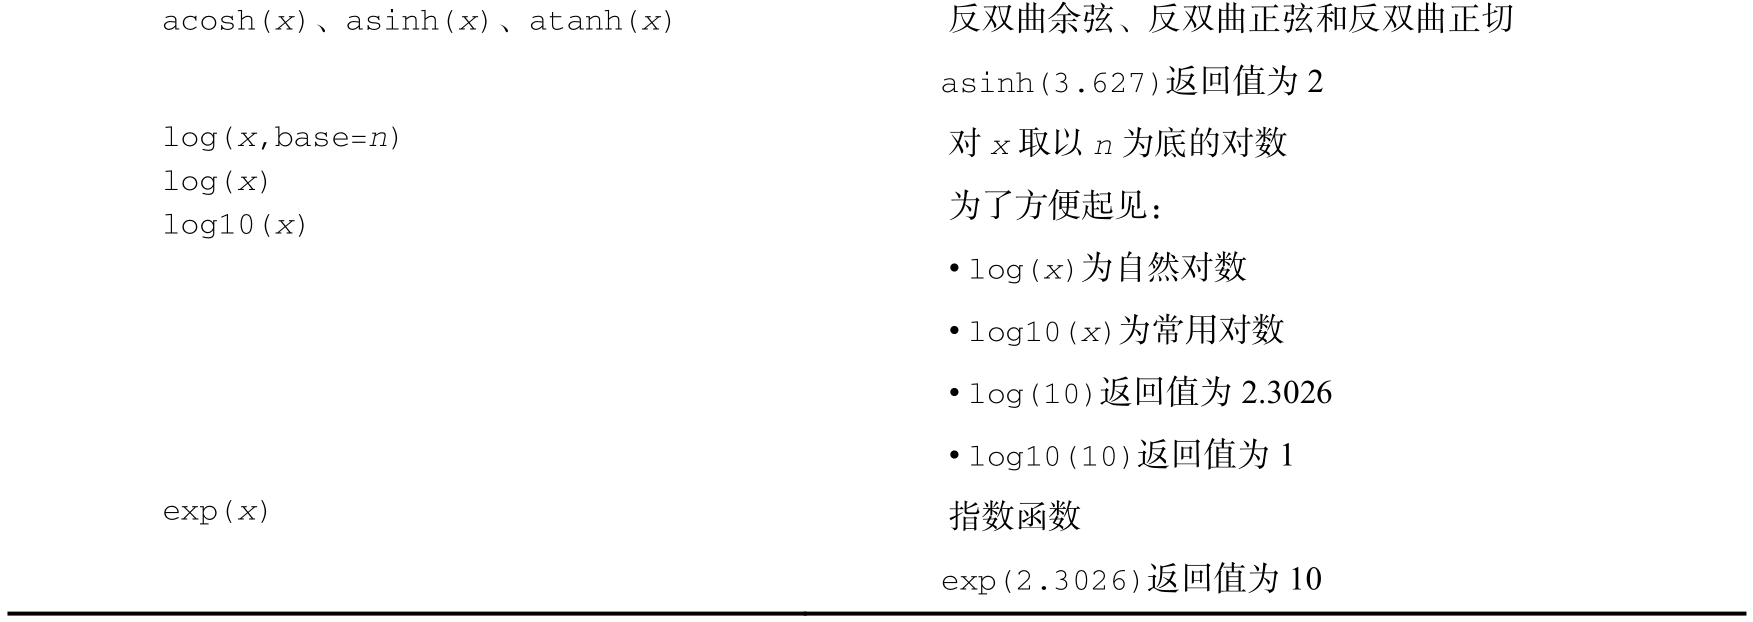 acosh(x)、asinh(x)、atanh(x)
反双曲余弦、反双曲正弦和反双曲正切
asinh(3.627)返回值为 2
log(x,base=n)
log(x)
log10(x)
对 x 取以 n 为底的对数
为了方便起见：
• log(x)为自然对数
• log10(x)为常用对数
• log(10)返回值为 2.3026
• log10(10)返回值为 1
exp(x)
指数函数
exp(2.3026)返回值为 10